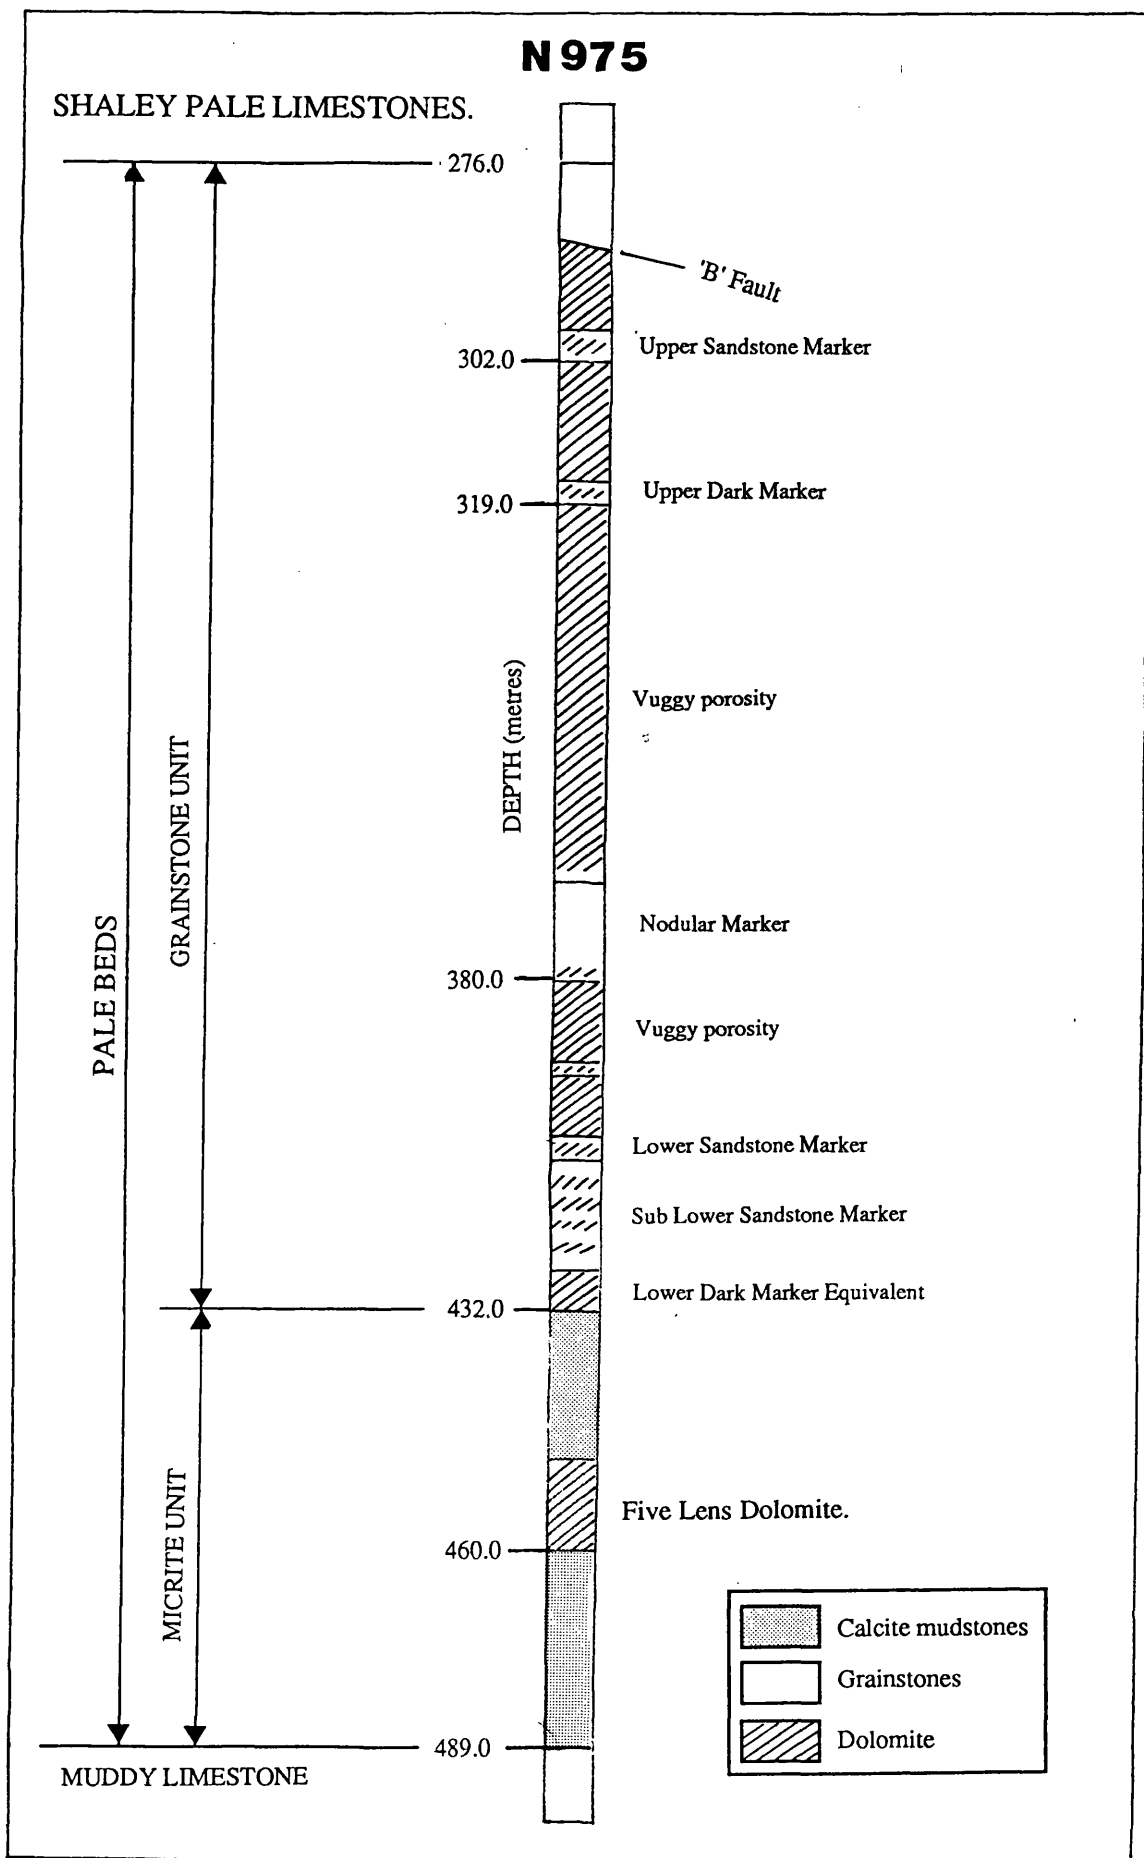 N975
SHALEY PALE LIMESTONES.
276.0
'B' Fault
Upper Sandstone Marker
302.0
Upper Dark Marker
319.0
DEPTH (metres)
Vuggy porosity
GRAINSTONE UNIT
PALE BEDS
Nodular Marker
380.0
Vuggy porosity
Lower Sandstone Marker
Sub Lower Sandstone Marker
Lower Dark Marker Equivalent
432.0
MICRITE UNIT
Five Lens Dolomite.
460.0
Calcite mudstones
Grainstones
Dolomite
489.0
MUDDY LIMESTONE